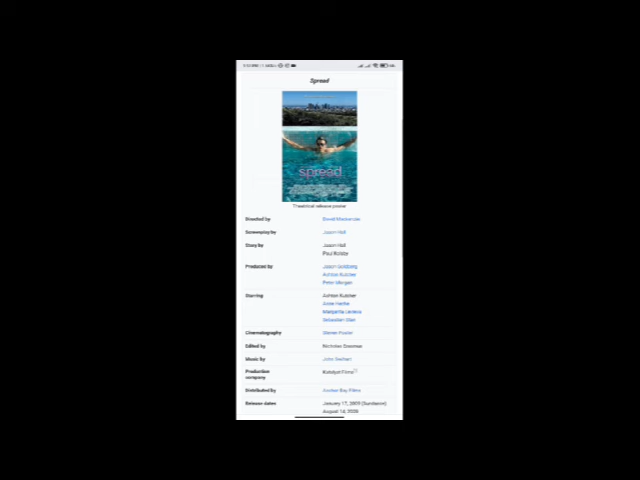 Spread
spread
Theatrical release poster
Directed by David Mackenzie
Screenplay by Jason Hall
Story by Jason Hall
Paul Kolsby
Produced by Jason Goldberg
Ashton Kutcher
Peter Morgan
Starring Ashton Kutcher
Anne Heche
Margarita Levieva
Sebastian Stan
Cinematography Steven Poster
Edited by Nicholas Erasmus
Music by John Swihart
Production Katalyst Films
company
Distributed by Anchor Bay Films
Release dates January 17, 2009 (Sundance)
August 14, 2009